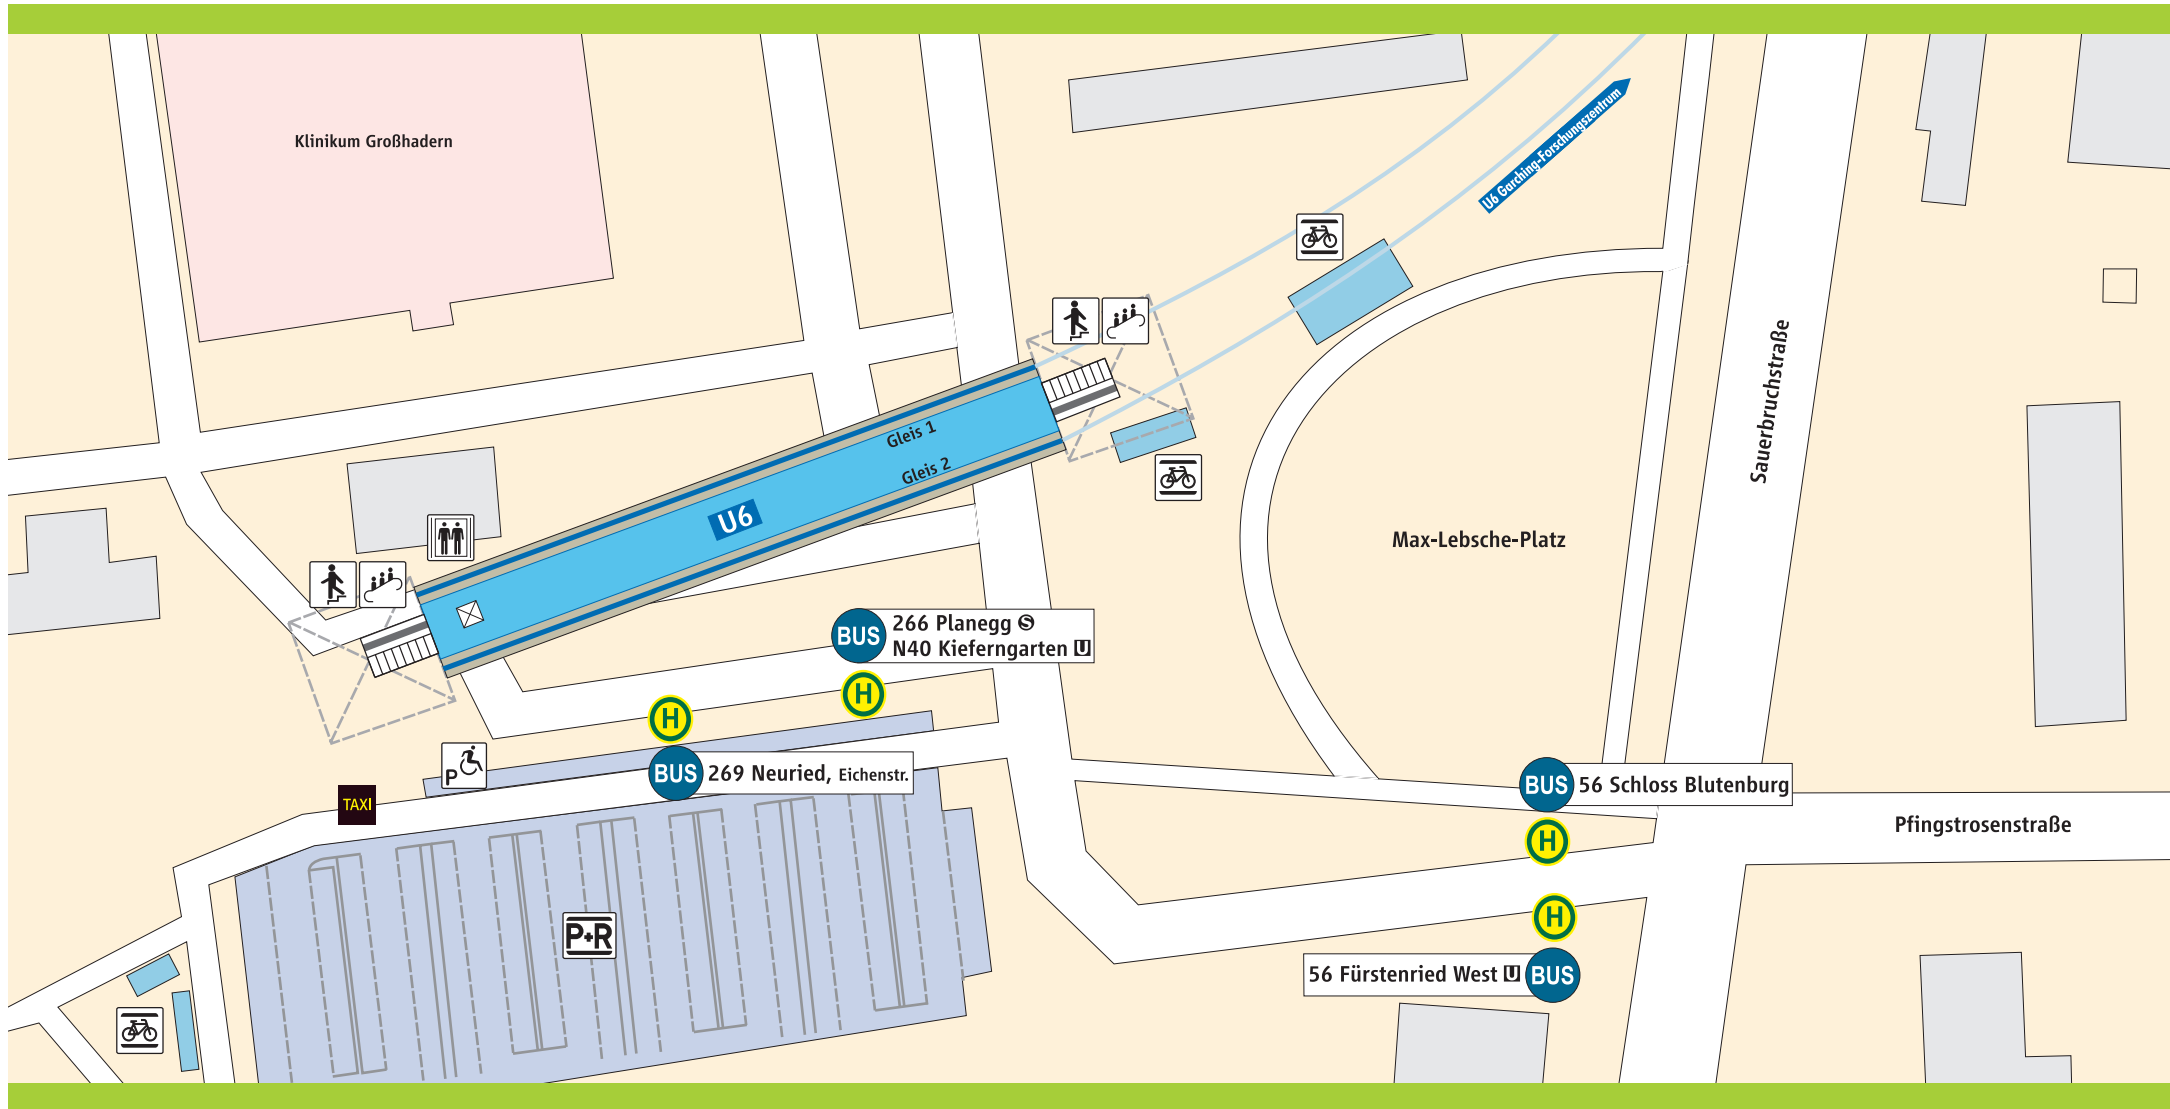 Klinikum Großhadern
U6 Garching-Forschungszentrum
Sauerbruchstraße
Gleis 1
Gleis 2
U6
Max-Lebsche-Platz
BUS
266 Planegg S
N40 Kieferngarten U
H
H
BUS
269 Neuried, Eichenstr.
P
TAXI
BUS
56 Schloss Blutenburg
Pfingstrosenstraße
H
H
P+R
56 Fürstenried West U
BUS